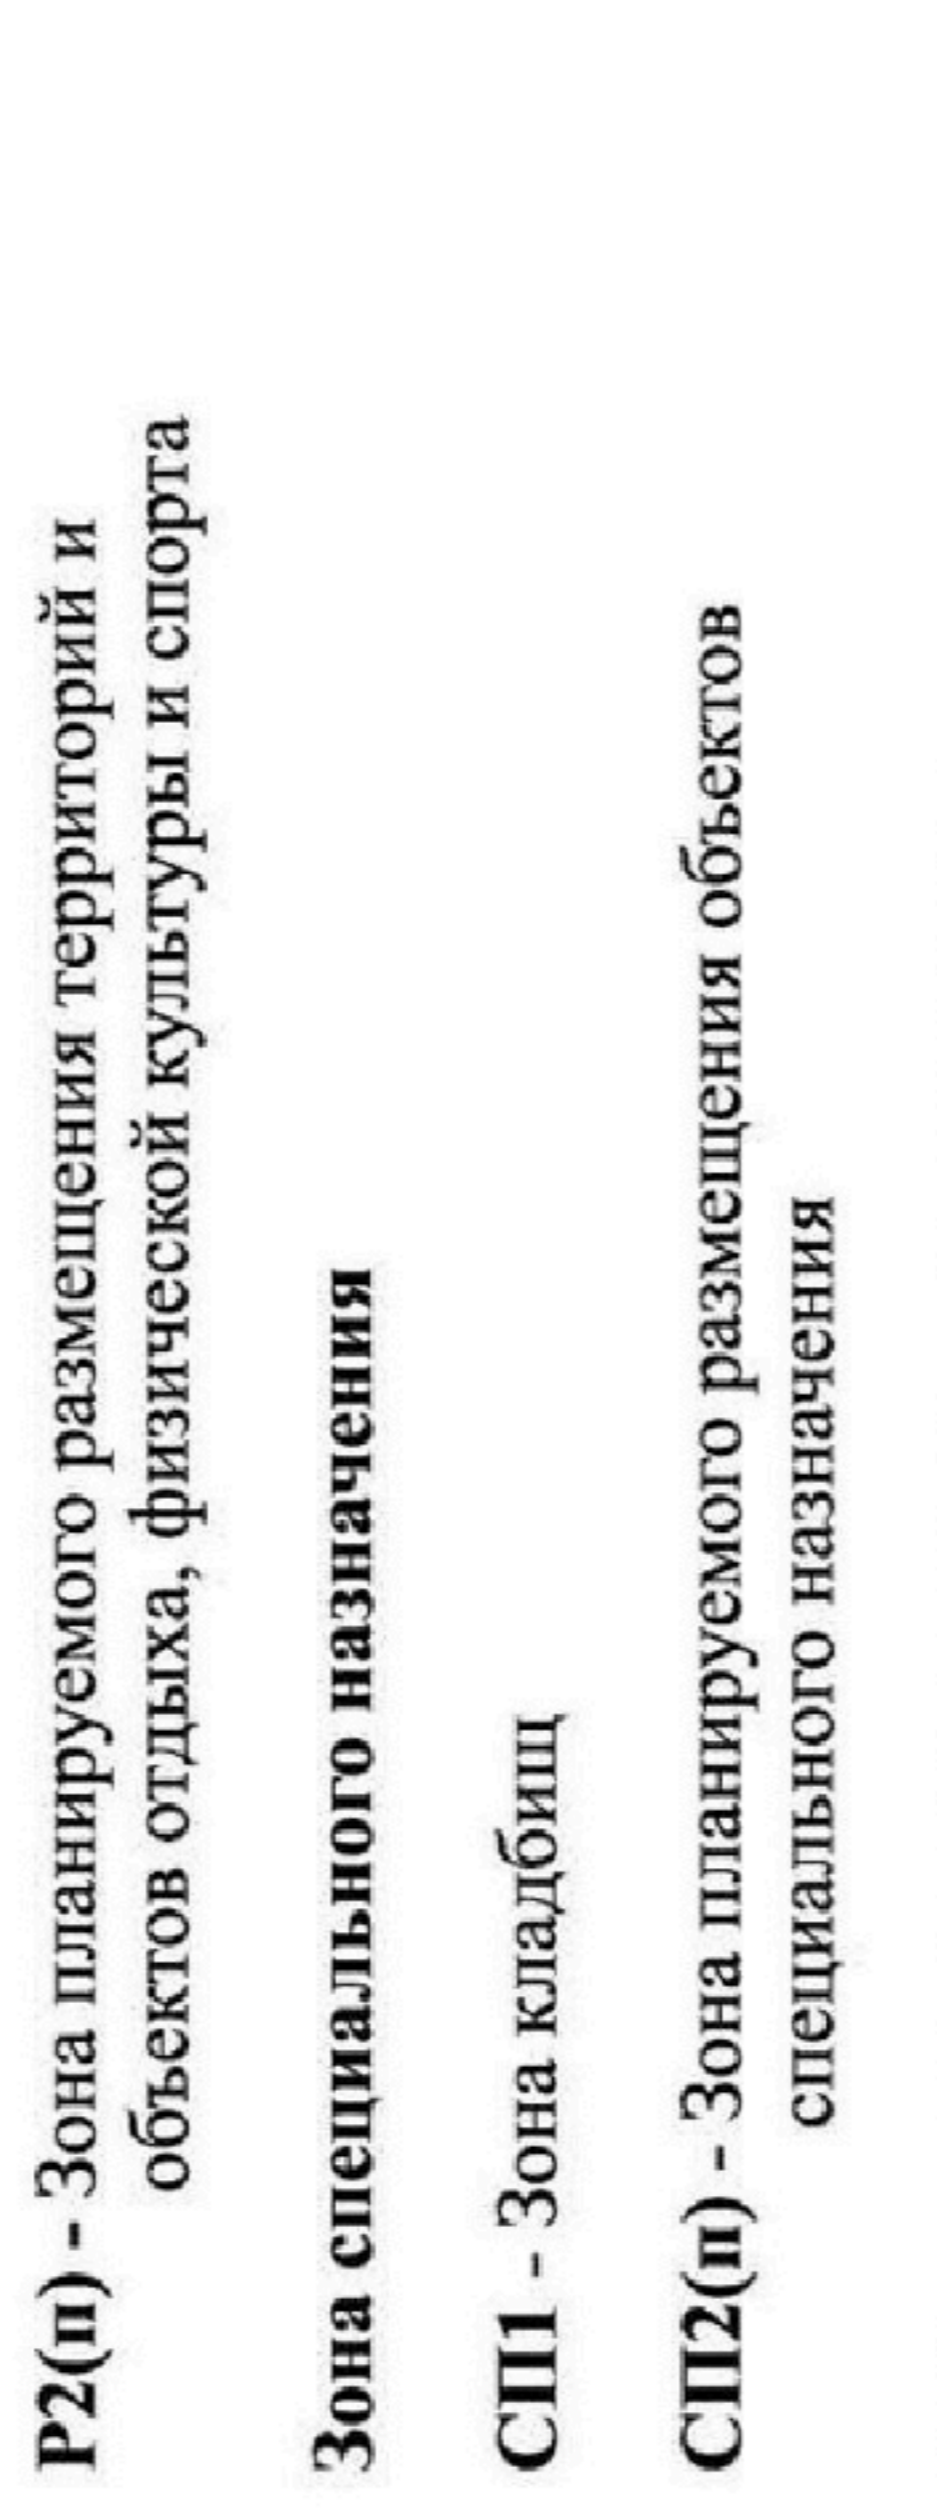 Р2(п) - Зона планируемого размещения территорий и
объектов отдыха, физической культуры и спорта
Зона специального назначения
СП1 - Зона кладбищ
СП2(п) - Зона планируемого размещения объектов
специального назначения